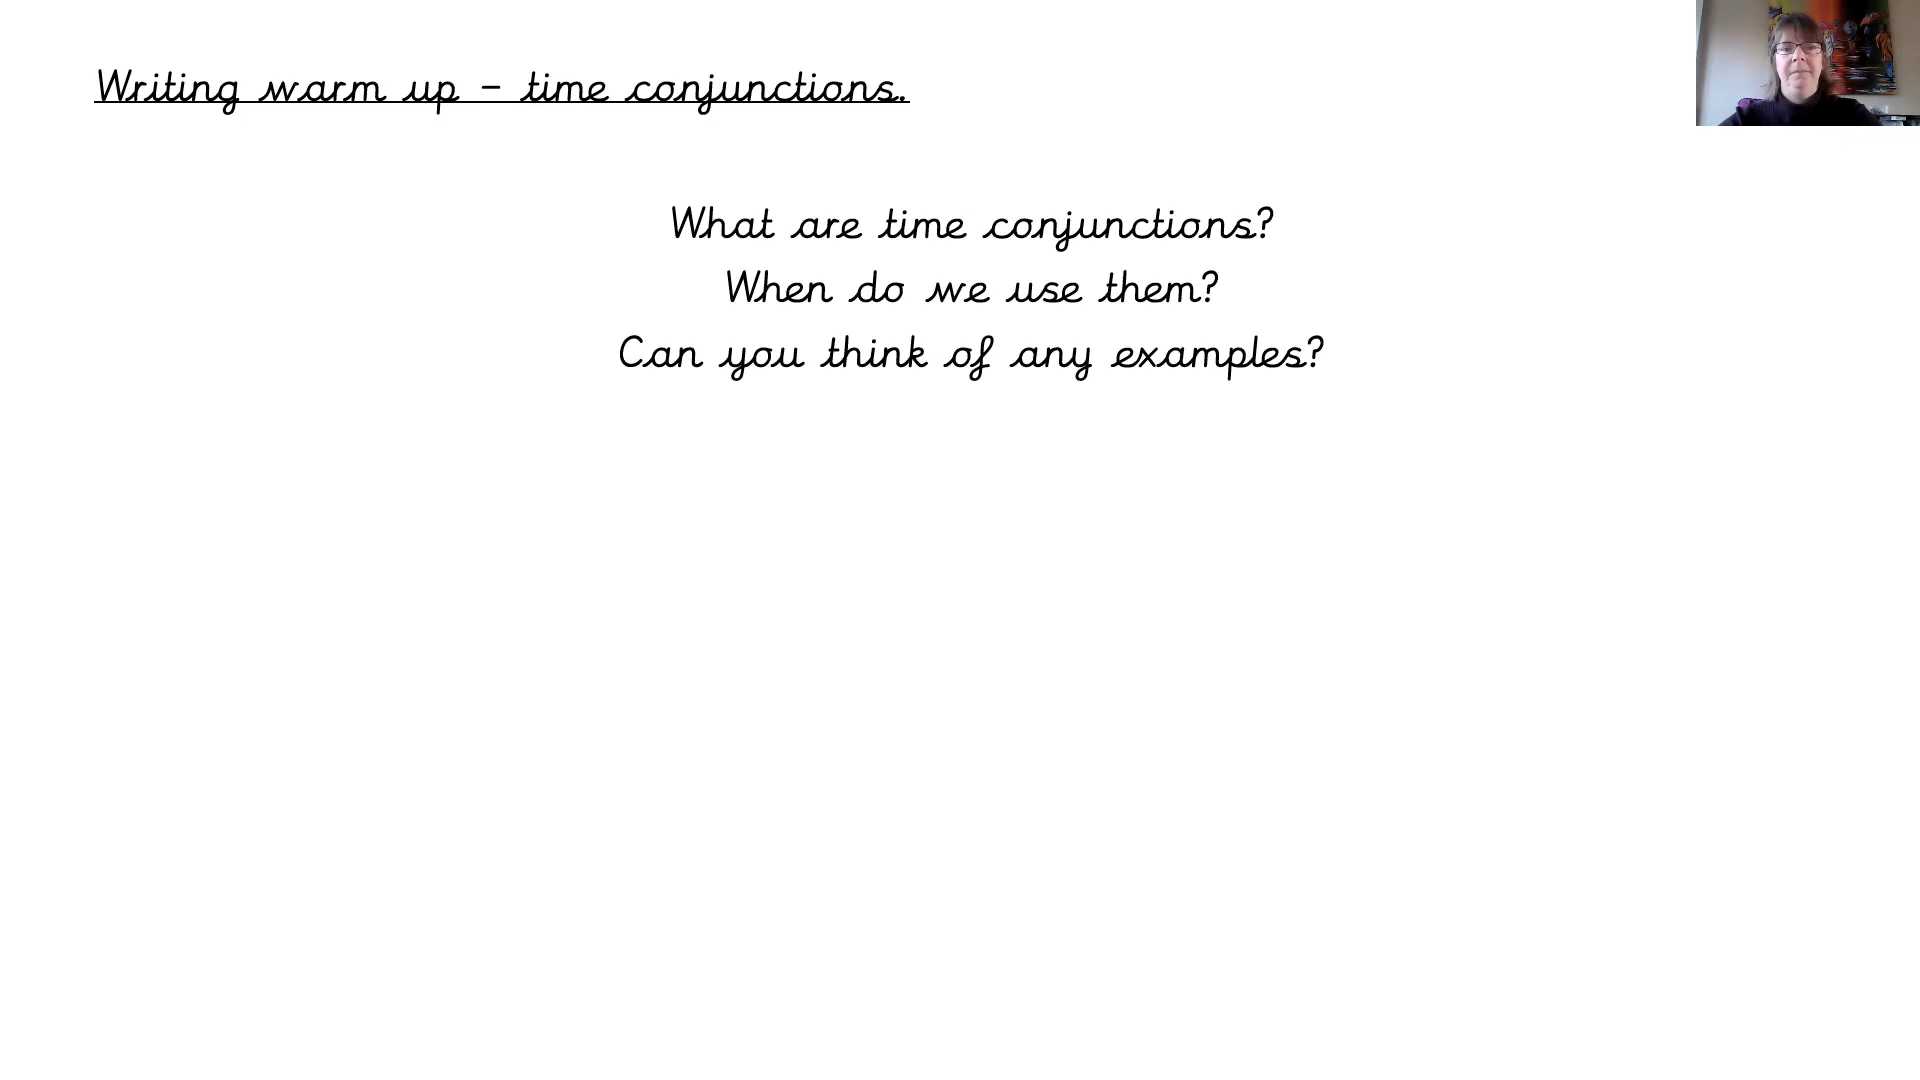 Writing warm up – time conjunctions.
What are time conjunctions?
When do we use them?
Can you think of any examples?